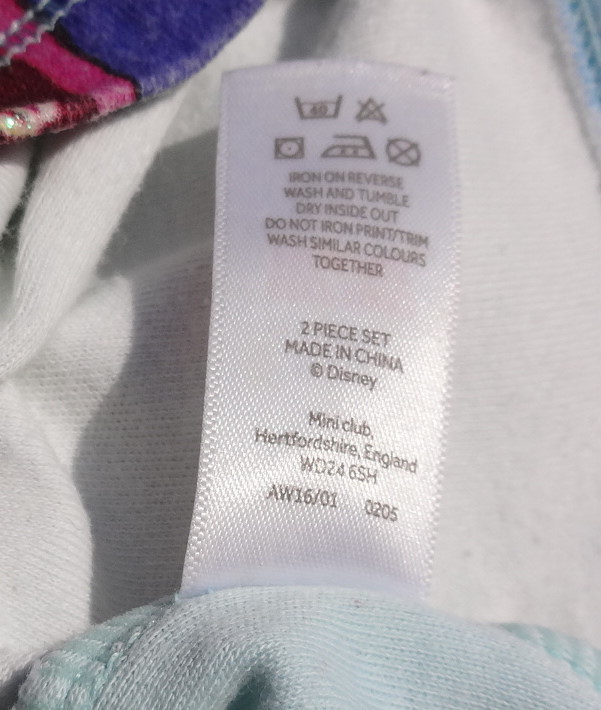 40
IRON ON REVERSE
WASH AND TUMBLE
DRY INSIDE OUT
DO NOT IRON PRINT/TRIM
WASH SIMILAR COLOURS
TOGETHER
2 PIECE SET
MADE IN CHINA
© Disney
Mini club,
Hertfordshire, England
WD24 6SH
AW16/01 0205